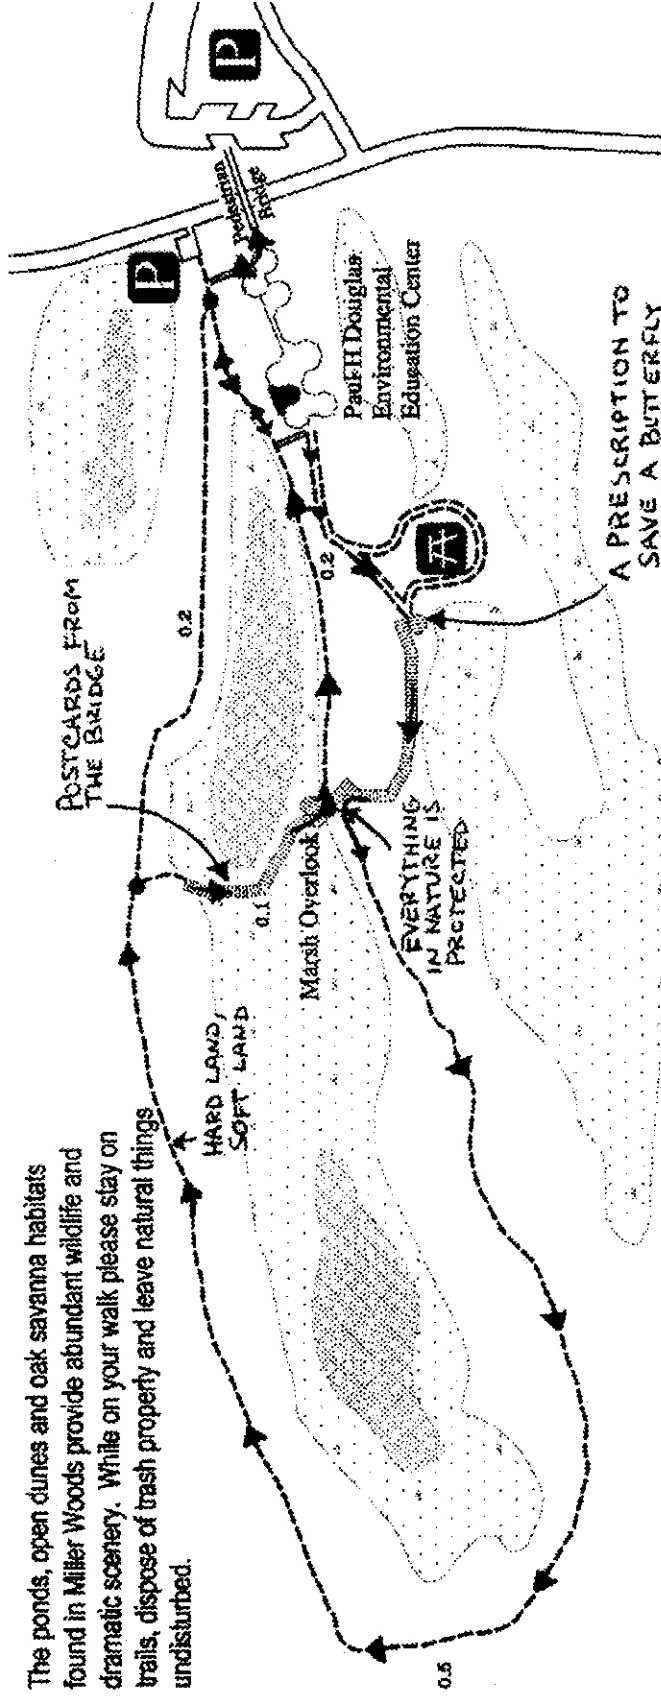 The ponds, open dunes and oak savanna habitats
found in Miller Woods provide abundant wildlife and
dramatic scenery. While on your walk please stay on
trails, dispose of trash property and leave natural things
undisturbed.
POSTCARDS FROM
THE BRIDGE
HARD LAND,
SOFT LAND
0.5
0.1
0.2
Marsh Overlook
EVERYTHING
IN NATURE IS
PROTECTED
0.2
P
P
Pedestrian
Bridge
Paul H Douglas
Environmental
Education Center
A PRESCRIPTION TO
SAVE A BUTTERFLY